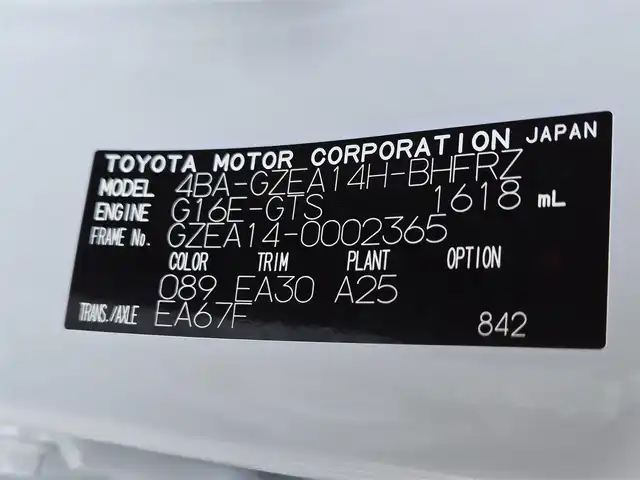 TOYOTA MOTOR CORPORATION JAPAN
MODEL 4BA-GZEA14H-BHFRZ
ENGINE G16E-GTS 1618 mL
FRAME No. GZEA14-0002365
COLOR TRIM PLANT OPTION
089 EA30 A25
TRANS./AXLE EA67F 842